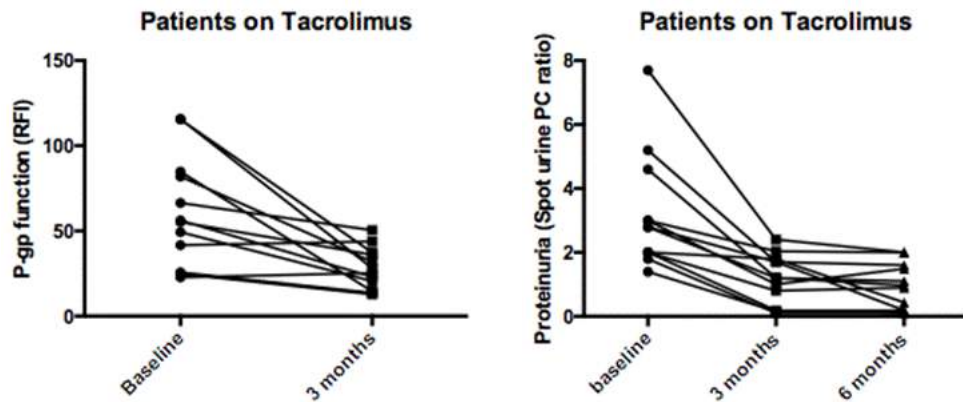 Patients on Tacrolimus
P-gp function (RFI)
150
100
50
0
Baseline
3 months
Patients on Tacrolimus
Proteinuria (Spot urine PC ratio)
8
6
4
2
0
baseline
3 months
6 months